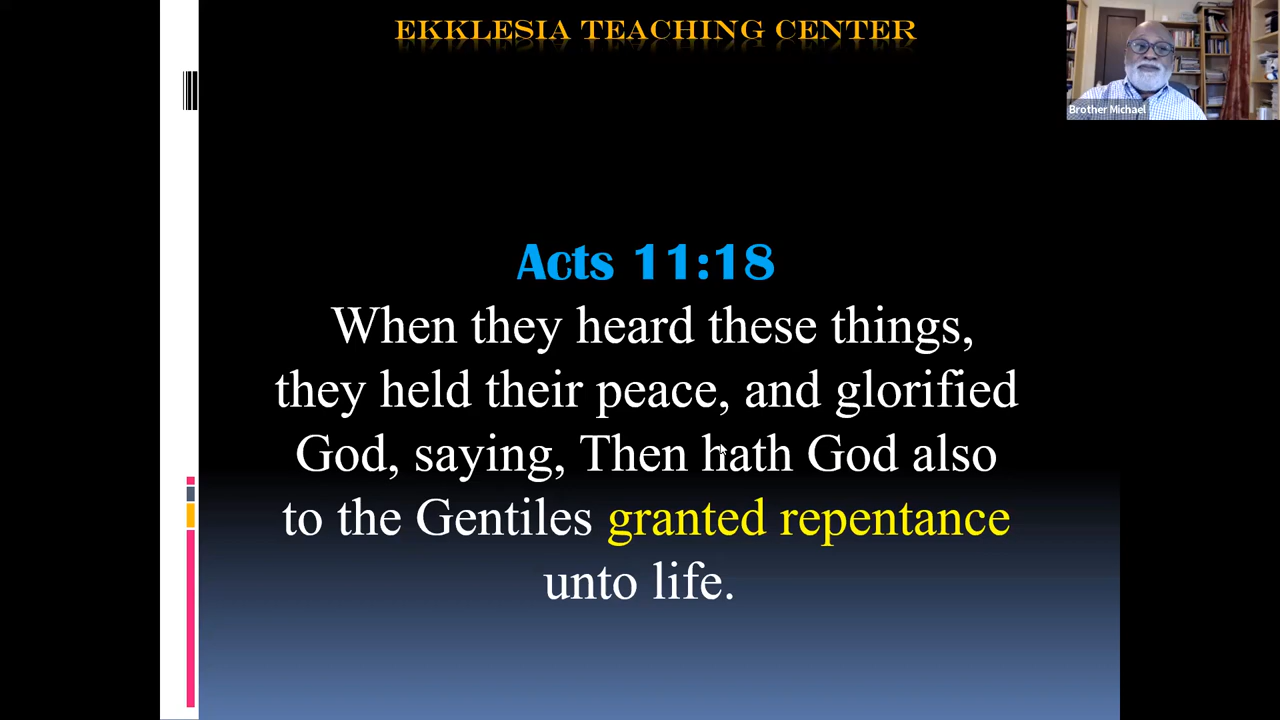 EKKLESIA TEACHING CENTER
Brother Michael
Acts 11:18
When they heard these things,
they held their peace, and glorified
God, saying, Then hath God also
to the Gentiles granted repentance
unto life.